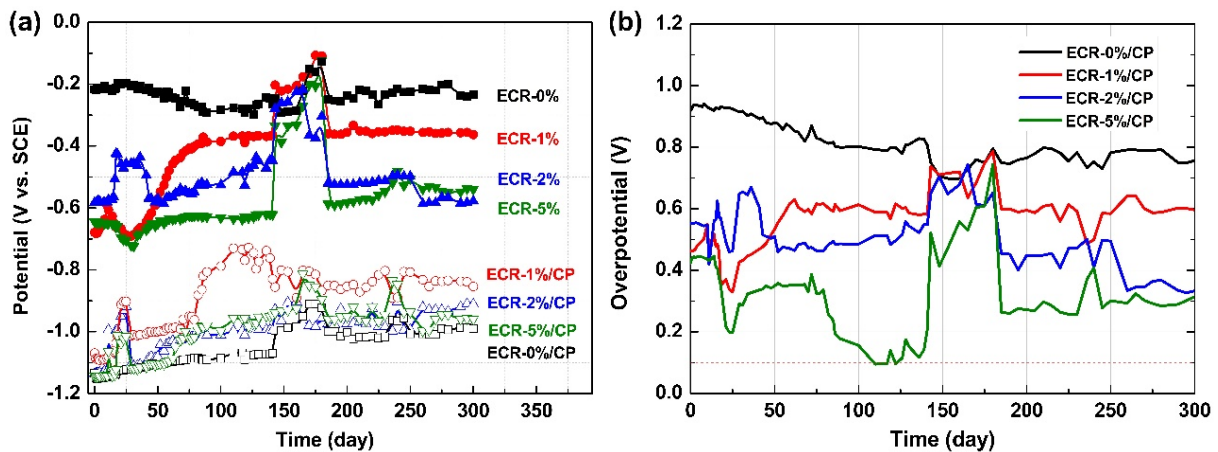 (a)
0.0
-0.2
-0.4
-0.6
-0.8
-1.0
-1.2
Potential (V vs. SCE)
0 50 100 150 200 250 300 350
Time (day)
ECR-0%
ECR-1%
ECR-2%
ECR-5%
ECR-1%/CP
ECR-2%/CP
ECR-5%/CP
ECR-0%/CP
(b)
1.2
1.0
0.8
0.6
0.4
0.2
0.0
Overpotential (V)
0 50 100 150 200 250 300
Time (day)
ECR-0%/CP
ECR-1%/CP
ECR-2%/CP
ECR-5%/CP